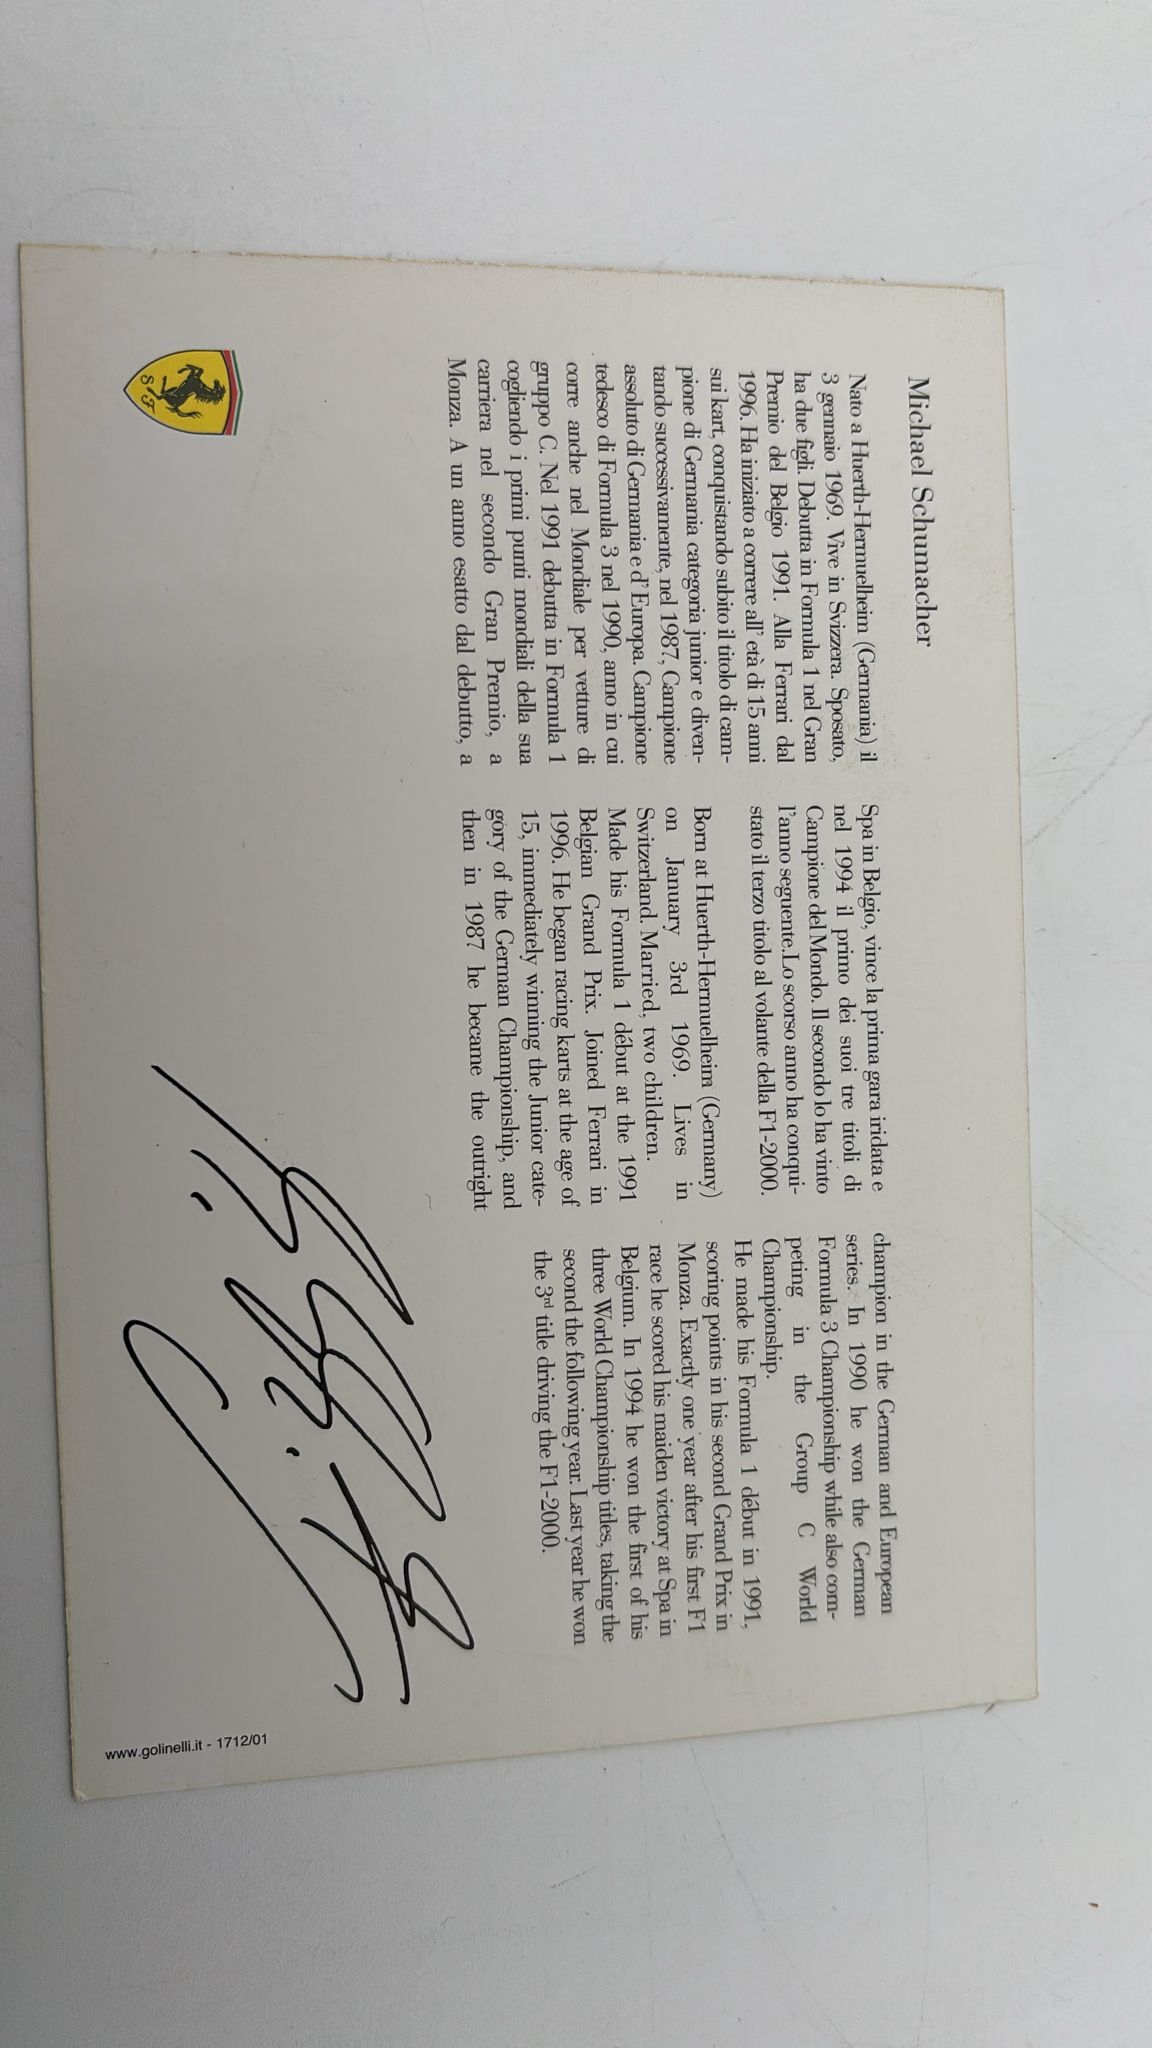 Michael Schumacher
Nato a Huerth-Hermuelheim (Germania) il
3 gennaio 1969. Vive in Svizzera. Sposato,
ha due figli. Debutta in Formula 1 nel Gran
Premio del Belgio 1991. Alla Ferrari dal
1996. Ha iniziato a correre all' età di 15 anni
sui kart, conquistando subito il titolo di cam-
pione di Germania categoria junior e diven-
tando successivamente, nel 1987, Campione
assoluto di Germania e d'Europa. Campione
tedesco di Formula 3 nel 1990, anno in cui
corre anche nel Mondiale per vetture di
gruppo C. Nel 1991 debutta in Formula 1
cogliendo i primi punti mondiali della sua
carriera nel secondo Gran Premio, a
Monza. A un anno esatto dal debutto, a
Spa in Belgio, vince la prima gara iridata e
nel 1994 il primo dei suoi tre titoli di
Campione del Mondo. Il secondo lo ha vinto
l'anno seguente.Lo scorso anno ha conqui-
stato il terzo titolo al volante della F1-2000.
Born at Huerth-Hermuelheim (Germany)
on January 3rd 1969. Lives in
Switzerland. Married, two children.
Made his Formula 1 début at the 1991
Belgian Grand Prix. Joined Ferrari in
1996. He began racing karts at the age of
15, immediately winning the Junior cate-
gory of the German Championship, and
then in 1987 he became the outright
champion in the German and European
series. In 1990 he won the German
Formula 3 Championship while also com-
peting in the Group C World
Championship.
He made his Formula 1 début in 1991,
scoring points in his second Grand Prix in
Monza. Exactly one year after his first F1
race he scored his maiden victory at Spa in
Belgium. In 1994 he won the first of his
three World Championship titles, taking the
second the following year. Last year he won
the 3rd title driving the F1-2000.
S F
www.golinelli.it - 1712/01